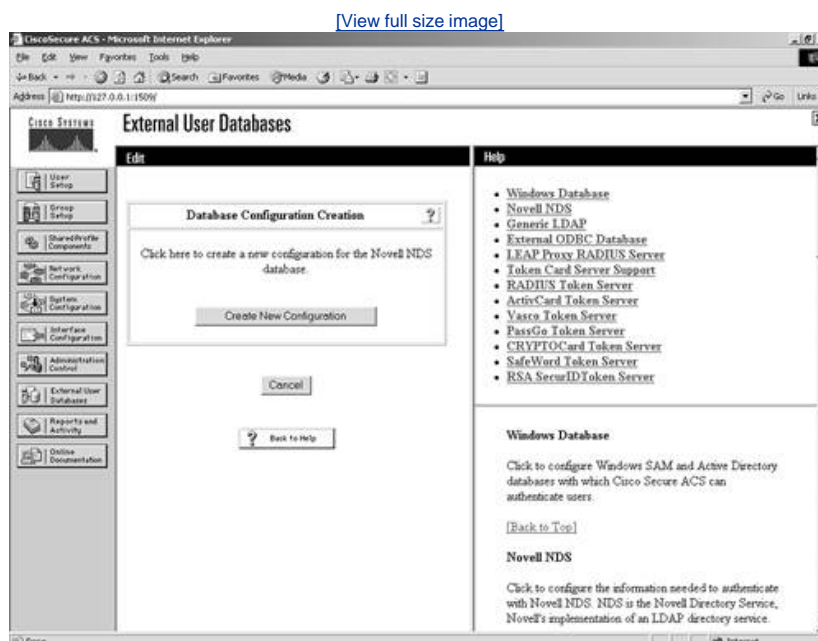 [View full size image]
CiscoSecure ACS - Microsoft Internet Explorer
File Edit View Favorites Tools Help
Back Search Favorites Media
Address http://127.0.0.1:1509/ Go Links
Cisco Systems
External User Databases
Edit
Help
User Setup
Group Setup
Shared Profile Components
Network Configuration
System Configuration
Interface Configuration
Administration Control
External User Databases
Reports and Activity
Online Documentation
Database Configuration Creation ?
Click here to create a new configuration for the Novell NDS
database.
Create New Configuration
Cancel
? Back to Help
Windows Database
Novell NDS
Generic LDAP
External ODBC Database
LEAP Proxy RADIUS Server
Token Card Server Support
RADIUS Token Server
ActivCard Token Server
Vasco Token Server
PassGo Token Server
CRYPTOCard Token Server
SafeWord Token Server
RSA SecurIDToken Server
Windows Database
Click to configure Windows SAM and Active Directory
databases with which Cisco Secure ACS can
authenticate users.
[Back to Top]
Novell NDS
Click to configure the information needed to authenticate
with Novell NDS. NDS is the Novell Directory Service,
Novell's implementation of an LDAP directory service.